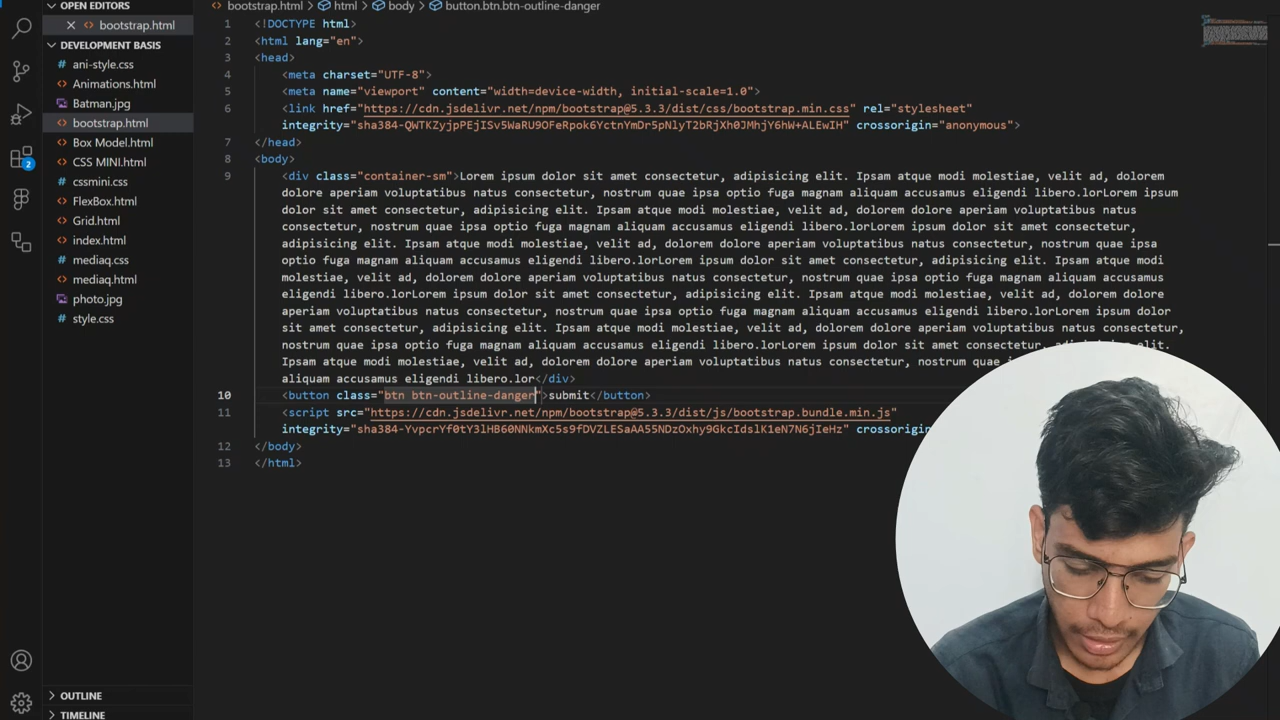 OPEN EDITORS
bootstrap.html
DEVELOPMENT BASIS
ani-style.css
Animations.html
Batman.jpg
bootstrap.html
Box Model.html
CSS MINI.html
cssmini.css
FlexBox.html
Grid.html
index.html
mediaq.css
mediaq.html
photo.jpg
style.css
OUTLINE
TIMELINE
2
bootstrap.html > html > body > button.btn.btn-outline-danger
1 <!DOCTYPE html>
2 <html lang="en">
3 <head>
4 <meta charset="UTF-8">
5 <meta name="viewport" content="width=device-width, initial-scale=1.0">
6 <link href="https://cdn.jsdelivr.net/npm/bootstrap@5.3.3/dist/css/bootstrap.min.css" rel="stylesheet"
integrity="sha384-QWTKZyjpPEjISv5WaRU9OFeRpok6YctnYmDr5pNlyT2bRjXh0JMhjY6hW+ALEwIH" crossorigin="anonymous">
7 </head>
8 <body>
9 <div class="container-sm">Lorem ipsum dolor sit amet consectetur, adipisicing elit. Ipsam atque modi molestiae, velit ad, dolorem
dolore aperiam voluptatibus natus consectetur, nostrum quae ipsa optio fuga magnam aliquam accusamus eligendi libero.lorLorem ipsum
dolor sit amet consectetur, adipisicing elit. Ipsam atque modi molestiae, velit ad, dolorem dolore aperiam voluptatibus natus
consectetur, nostrum quae ipsa optio fuga magnam aliquam accusamus eligendi libero.lorLorem ipsum dolor sit amet consectetur,
adipisicing elit. Ipsam atque modi molestiae, velit ad, dolorem dolore aperiam voluptatibus natus consectetur, nostrum quae ipsa
optio fuga magnam aliquam accusamus eligendi libero.lorLorem ipsum dolor sit amet consectetur, adipisicing elit. Ipsam atque modi
molestiae, velit ad, dolorem dolore aperiam voluptatibus natus consectetur, nostrum quae ipsa optio fuga magnam aliquam accusamus
eligendi libero.lorLorem ipsum dolor sit amet consectetur, adipisicing elit. Ipsam atque modi molestiae, velit ad, dolorem dolore
aperiam voluptatibus natus consectetur, nostrum quae ipsa optio fuga magnam aliquam accusamus eligendi libero.lorLorem ipsum dolor
sit amet consectetur, adipisicing elit. Ipsam atque modi molestiae, velit ad, dolorem dolore aperiam voluptatibus natus consectetur,
nostrum quae ipsa optio fuga magnam aliquam accusamus eligendi libero.lorLorem ipsum dolor sit amet consectetur, adipisicing elit.
Ipsam atque modi molestiae, velit ad, dolorem dolore aperiam voluptatibus natus consectetur, nostrum quae
aliquam accusamus eligendi libero.lor</div>
10 <button class="btn btn-outline-danger">submit</button>
11 <script src="https://cdn.jsdelivr.net/npm/bootstrap@5.3.3/dist/js/bootstrap.bundle.min.js"
integrity="sha384-YvpcrYf0tY3lHB60NNkmXc5s9fDVZLESaAA55NDzOxhy9GkcIdslK1eN7N6jIeHz"
12 </body>
13 </html>